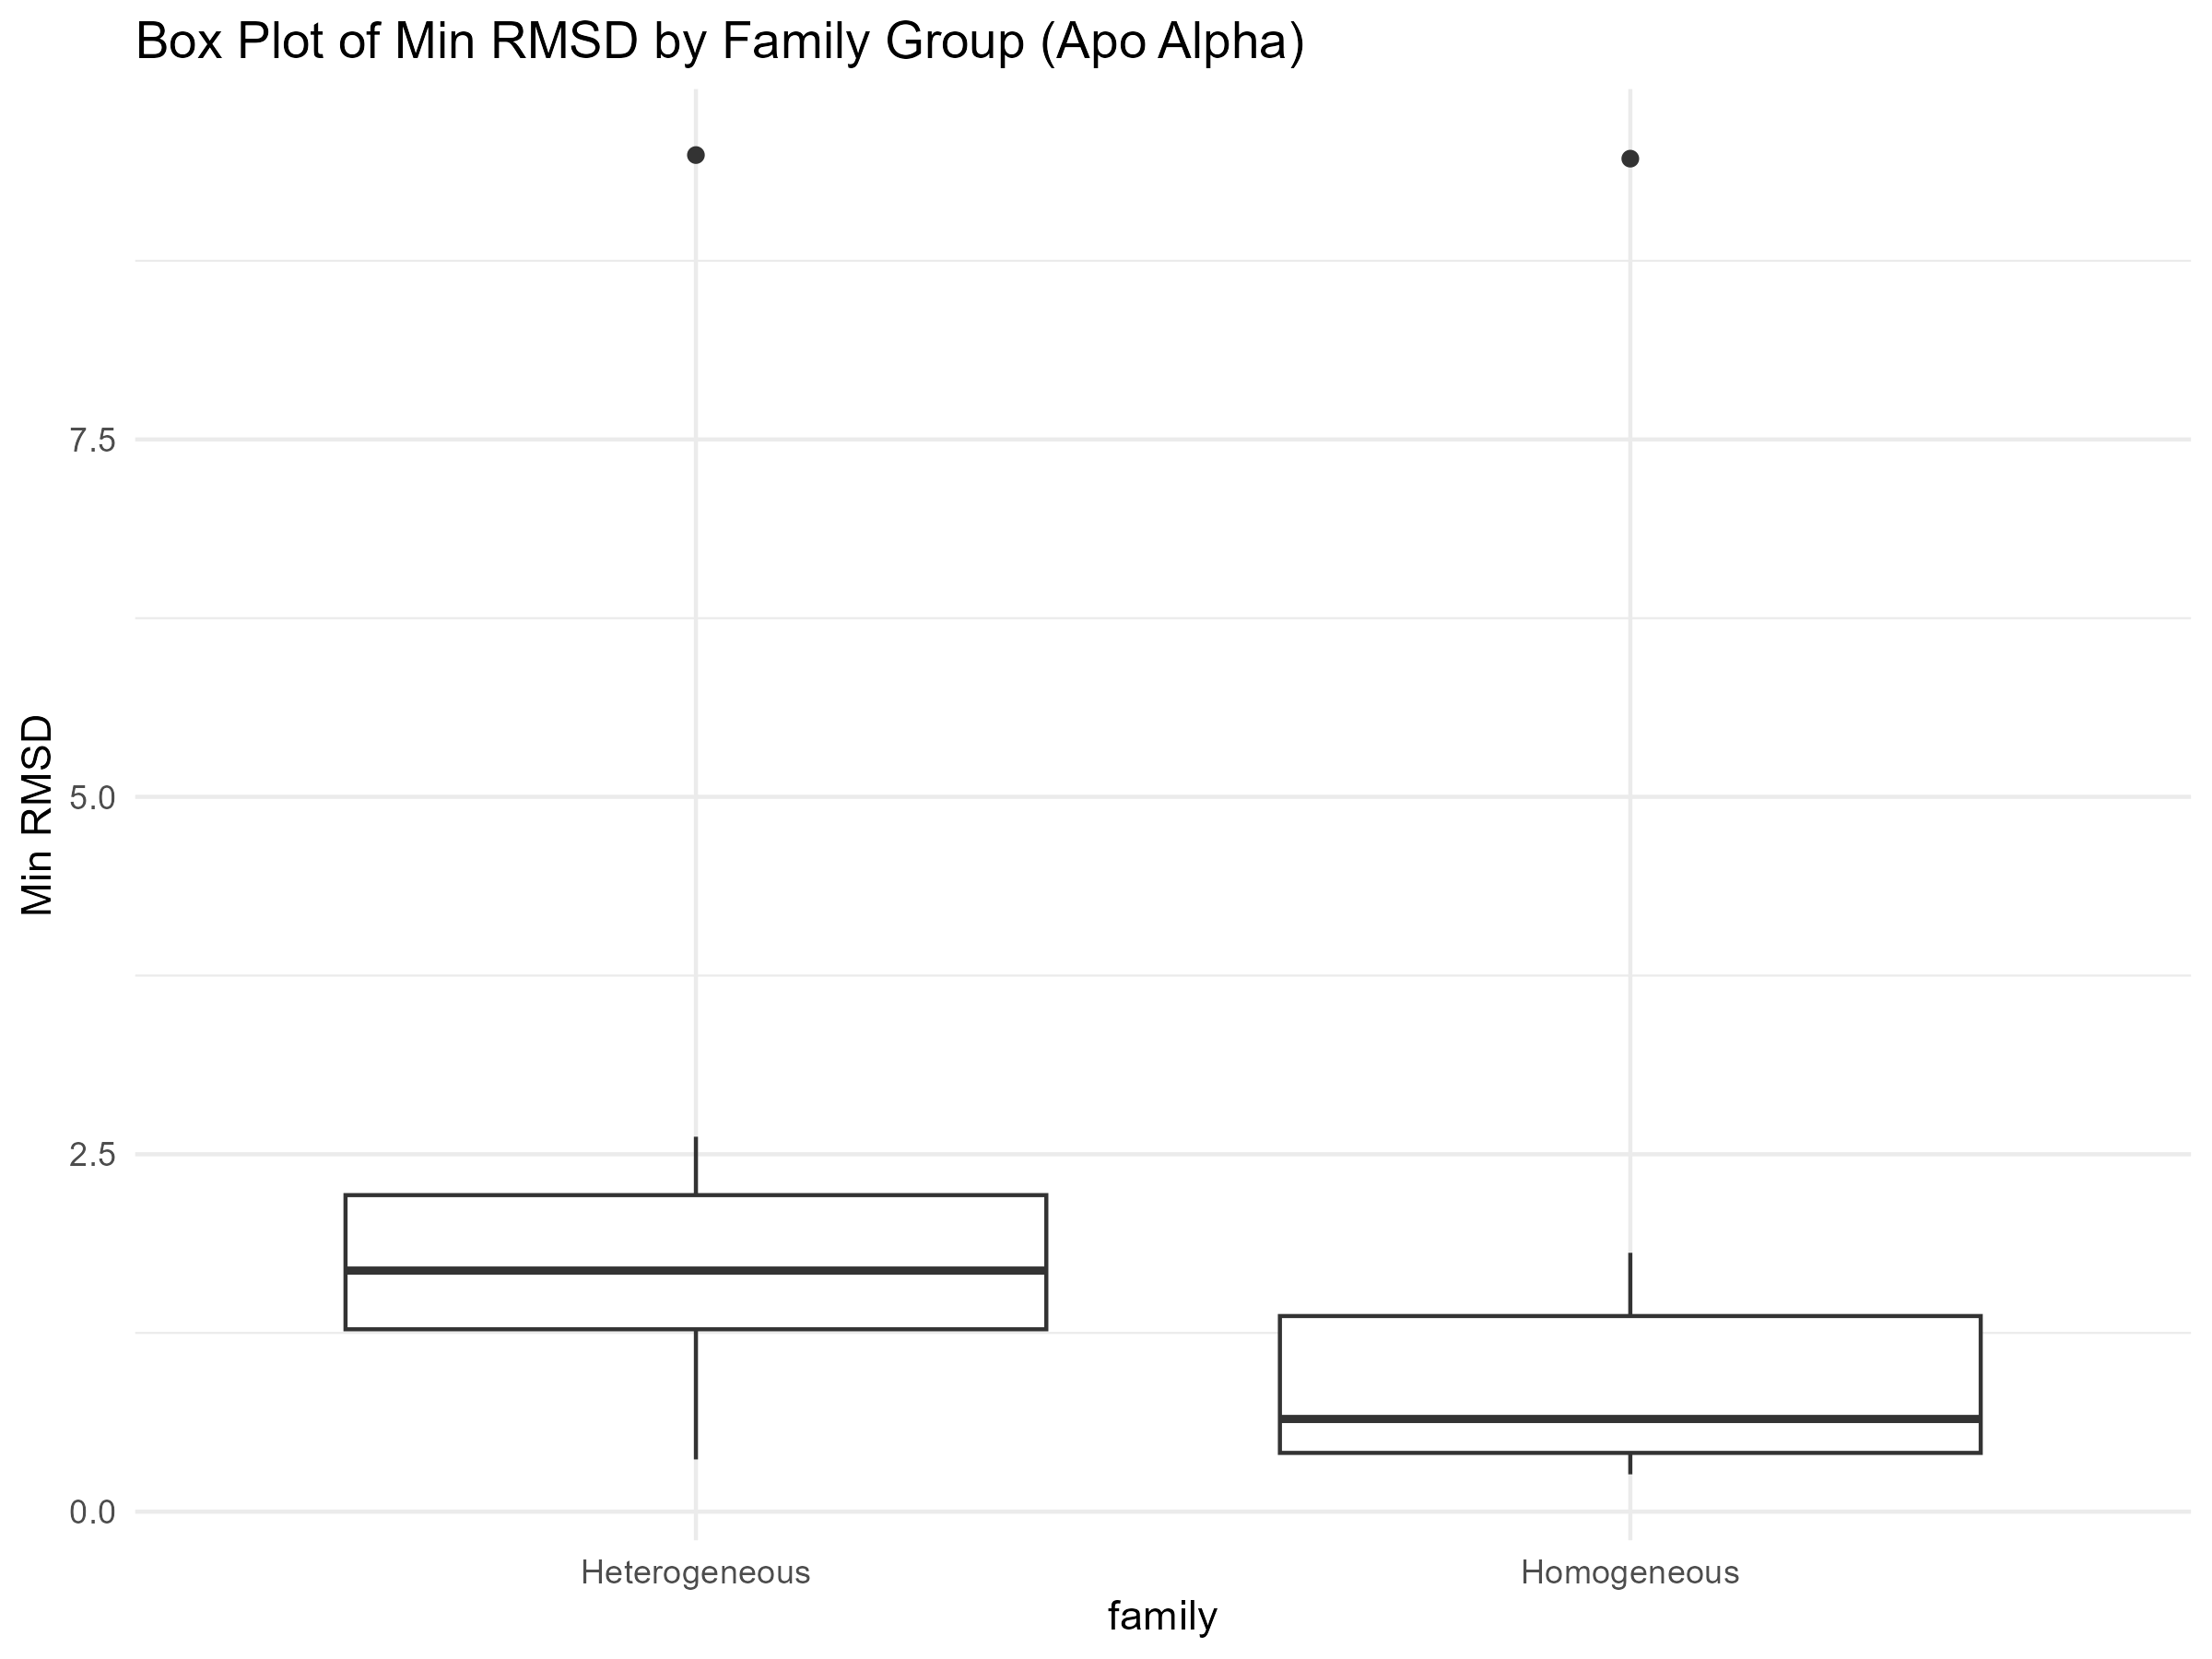 Box Plot of Min RMSD by Family Group (Apo Alpha)
Min RMSD
7.5
5.0
2.5
0.0
Heterogeneous
Homogeneous
family